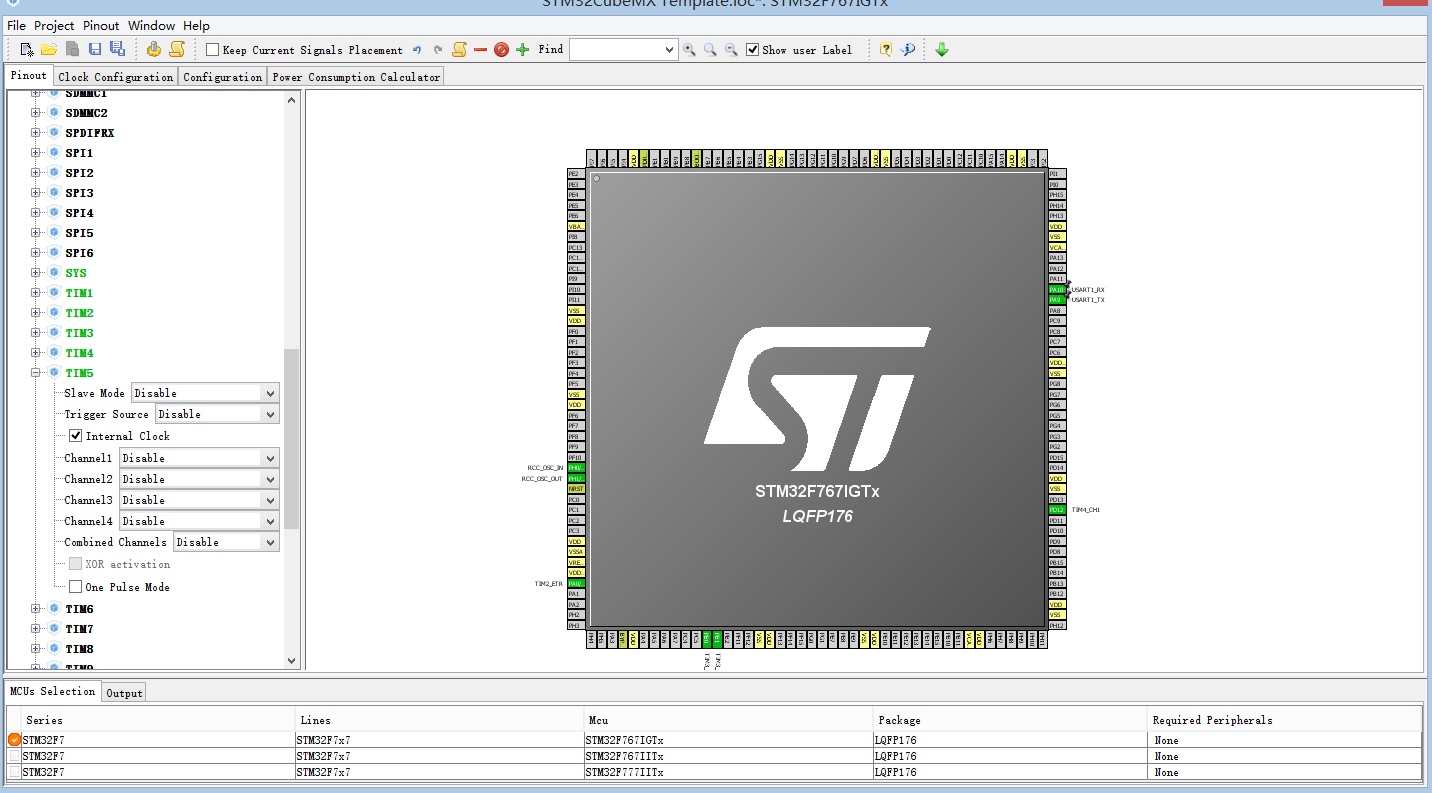 STM32CubeMX Template.ioc*: STM32F767IGTx
File Project Pinout Window Help
Keep Current Signals Placement Find Show user Label
Pinout Clock Configuration Configuration Power Consumption Calculator
SDMMC1
SDMMC2
SPDIFRX
SPI1
SPI2
SPI3
SPI4
SPI5
SPI6
SYS
TIM1
TIM2
TIM3
TIM4
TIM5
Slave Mode Disable
Trigger Source Disable
Internal Clock
Channel1 Disable
Channel2 Disable
Channel3 Disable
Channel4 Disable
Combined Channels Disable
XOR activation
One Pulse Mode
TIM6
TIM7
TIM8
TIM9
PE2
PE3
PE4
PE5
PE6
VBA..
PI8
PC13
PC1..
PC1..
PI9
PI10
PI11
VSS
VDD
PF0
PF1
PF2
PF3
PF4
PF5
VSS
VDD
PF6
PF7
PF8
PF9
PF10
RCC_OSC_IN PH0/..
RCC_OSC_OUT PH1/..
NRST
PC0
PC1
PC2
PC3
VDD
VSSA
VRE..
VDD..
TIM2_ETR PA0/..
PA1
PA2
PH2
PH3
ST
STM32F767IGTx
LQFP176
PI1
PI0
PH15
PH14
PH13
VDD
VSS
VCA..
PA13
PA12
PA11
PA10 USART1_RX
PA9 USART1_TX
PA8
PC9
PC8
PC7
PC6
VDD..
VSS
PG8
PG7
PG6
PG5
PG4
PG3
PG2
PD15
PD14
VDD
VSS
PD13
PD12 TIM4_CH1
PD11
PD10
PD9
PD8
PB15
PB14
PB13
PB12
VDD
VSS
PH12
TIM3_
TIM3_
MCUs Selection Output
Series Lines Mcu Package Required Peripherals
STM32F7 STM32F7x7 STM32F767IGTx LQFP176 None
STM32F7 STM32F7x7 STM32F767IITx LQFP176 None
STM32F7 STM32F7x7 STM32F777IITx LQFP176 None